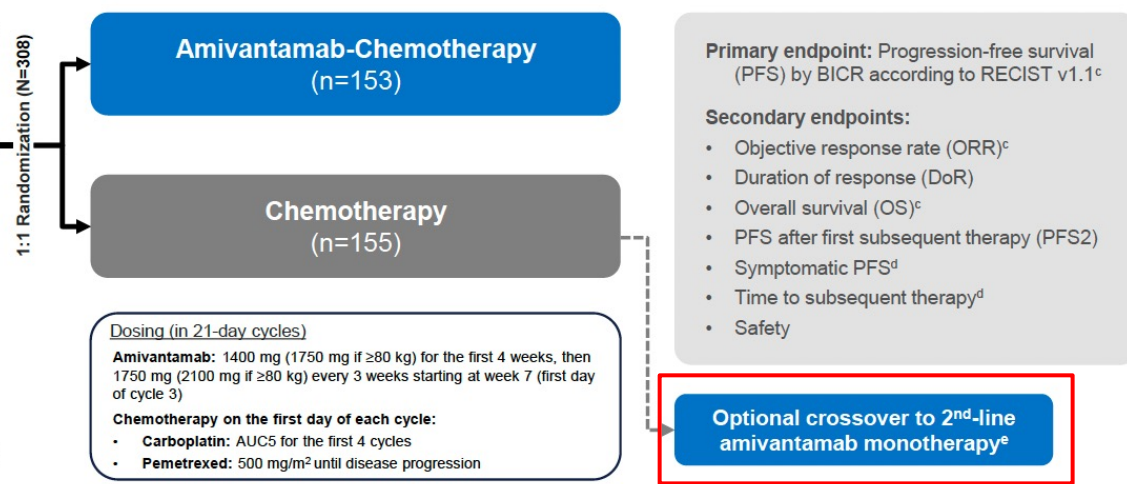 1:1 Randomization (N=308)
Amivantamab-Chemotherapy
(n=153)
Chemotherapy
(n=155)
Dosing (in 21-day cycles)
Amivantamab: 1400 mg (1750 mg if ≥80 kg) for the first 4 weeks, then
1750 mg (2100 mg if ≥80 kg) every 3 weeks starting at week 7 (first day
of cycle 3)
Chemotherapy on the first day of each cycle:
• Carboplatin: AUC5 for the first 4 cycles
• Pemetrexed: 500 mg/m² until disease progression
Primary endpoint: Progression-free survival
(PFS) by BICR according to RECIST v1.1ᶜ
Secondary endpoints:
• Objective response rate (ORR)ᶜ
• Duration of response (DoR)
• Overall survival (OS)ᶜ
• PFS after first subsequent therapy (PFS2)
• Symptomatic PFSᵈ
• Time to subsequent therapyᵈ
• Safety
Optional crossover to 2ⁿᵈ-line
amivantamab monotherapyᵉ